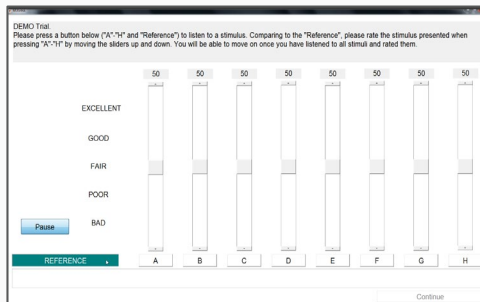 DEMO Trial.
Please press a button below ("A"-"H") and "Reference") to listen to a stimulus. Comparing to the "Reference", please rate the stimulus presented when
pressing "A"-"H") by moving the sliders up and down. You will be able to move on once you have listened to all stimuli and rated them.
50 50 50 50 50 50 50 50
EXCELLENT
GOOD
FAIR
POOR
BAD
Pause
REFERENCE A B C D E F G H
Continue